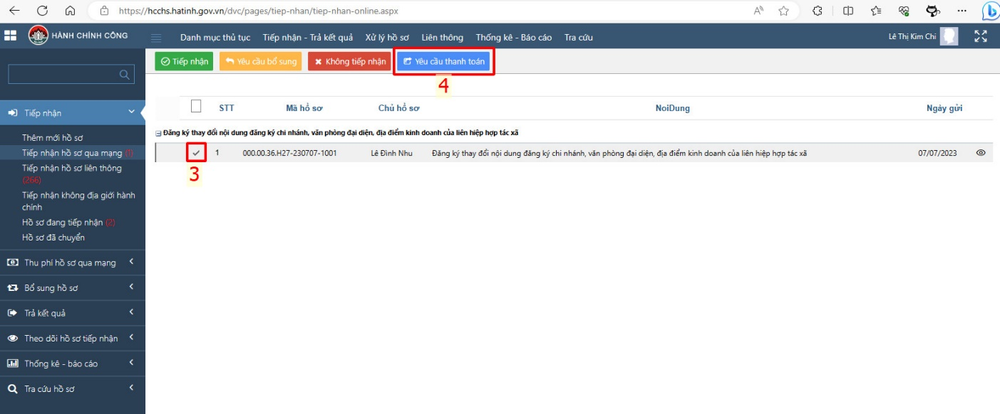 https://hcchs.hatinh.gov.vn/dvc/pages/tiep-nhan/tiep-nhan-online.aspx
HÀNH CHÍNH CÔNG
Danh mục thủ tục Tiếp nhận - Trả kết quả Xử lý hồ sơ Liên thông Thống kê - Báo cáo Tra cứu
Lê Thị Kim Chi
Tiếp nhận Yêu cầu bổ sung Không tiếp nhận Yêu cầu thanh toán
4
STT Mã hồ sơ Chủ hồ sơ NoiDung Ngày gửi
Đăng ký thay đổi nội dung đăng ký chi nhánh, văn phòng đại diện, địa điểm kinh doanh của liên hiệp hợp tác xã
1 000.00.36.H27-230707-1001 Lê Đình Nhu Đăng ký thay đổi nội dung đăng ký chi nhánh, văn phòng đại diện, địa điểm kinh doanh của liên hiệp hợp tác xã 07/07/2023
3
Tiếp nhận
Thêm mới hồ sơ
Tiếp nhận hồ sơ qua mạng (1)
Tiếp nhận hồ sơ liên thông
(266)
Tiếp nhận không địa giới hành
chính
Hồ sơ đang tiếp nhận (2)
Hồ sơ đã chuyển
Thu phí hồ sơ qua mạng
Bổ sung hồ sơ
Trả kết quả
Theo dõi hồ sơ tiếp nhận
Thống kê - báo cáo
Tra cứu hồ sơ